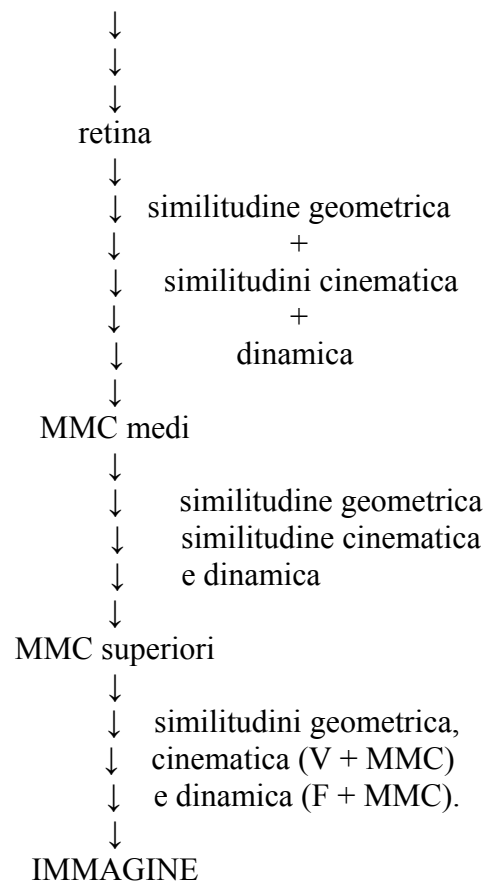 ↓
↓
↓
retina
↓
↓ similitudine geometrica
↓ +
↓ similitudini cinematica
↓ +
↓ dinamica
↓
MMC medi
↓
↓ similitudine geometrica
↓ similitudine cinematica
↓ e dinamica
↓
MMC superiori
↓
↓ similitudini geometrica,
↓ cinematica (V + MMC)
↓ e dinamica (F + MMC).
↓
IMMAGINE